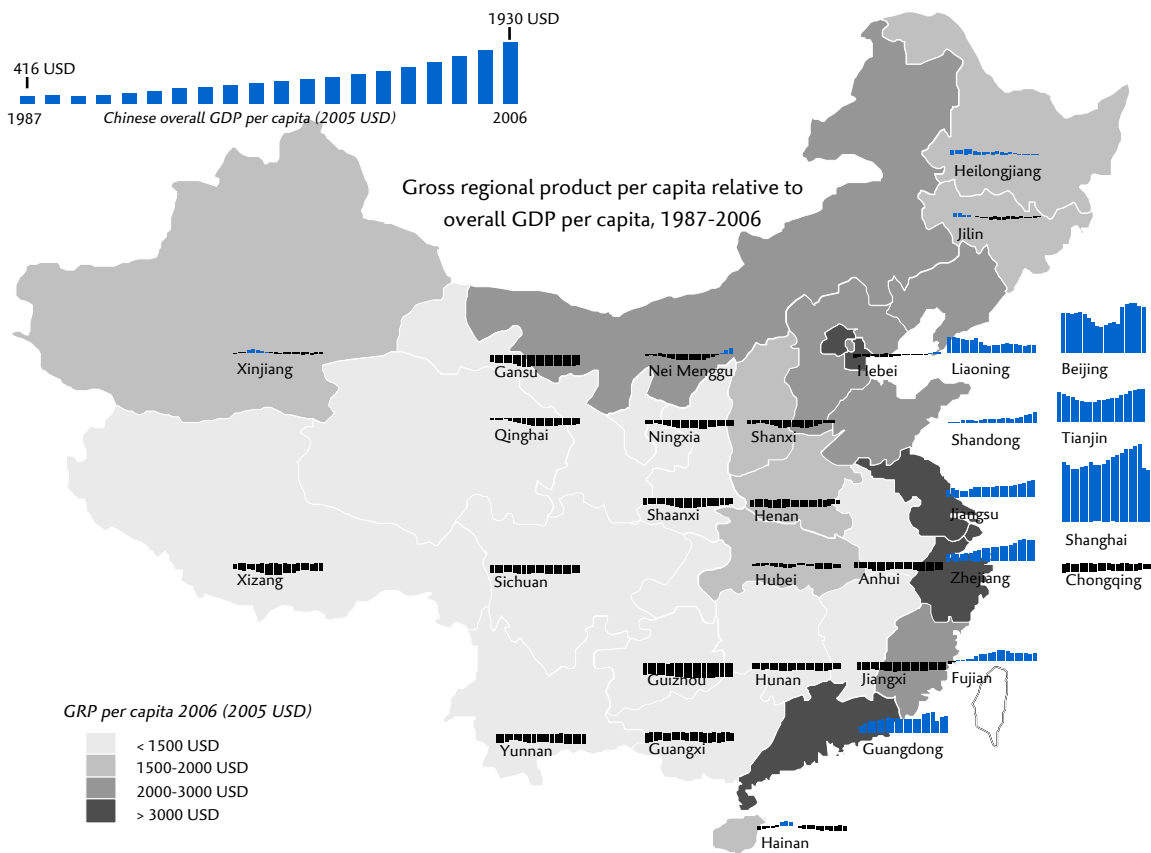 1930 USD
416 USD
1987
Chinese overall GDP per capita (2005 USD)
2006
Gross regional product per capita relative to
overall GDP per capita, 1987-2006
Heilongjiang
Jilin
Xinjiang
Gansu
Nei Menggu
Hebei
Liaoning
Beijing
Qinghai
Ningxia
Shanxi
Shandong
Tianjin
Shaanxi
Henan
Jiangsu
Shanghai
Xizang
Sichuan
Hubei
Anhui
Zhejiang
Chongqing
Guizhou
Hunan
Jiangxi
Fujian
GRP per capita 2006 (2005 USD)
< 1500 USD
1500-2000 USD
2000-3000 USD
> 3000 USD
Yunnan
Guangxi
Guangdong
Hainan